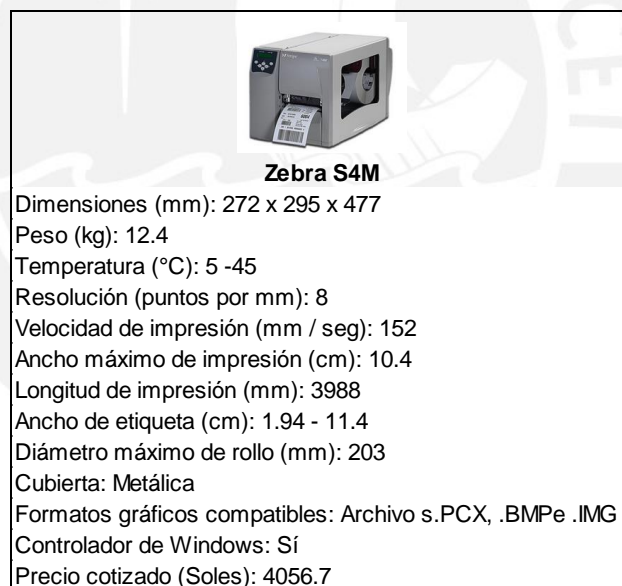 Zebra S4M
Dimensiones (mm): 272 x 295 x 477
Peso (kg): 12.4
Temperatura (°C): 5 -45
Resolución (puntos por mm): 8
Velocidad de impresión (mm / seg): 152
Ancho máximo de impresión (cm): 10.4
Longitud de impresión (mm): 3988
Ancho de etiqueta (cm): 1.94 - 11.4
Diámetro máximo de rollo (mm): 203
Cubierta: Metálica
Formatos gráficos compatibles: Archivo s.PCX, .BMPe .IMG
Controlador de Windows: Sí
Precio cotizado (Soles): 4056.7